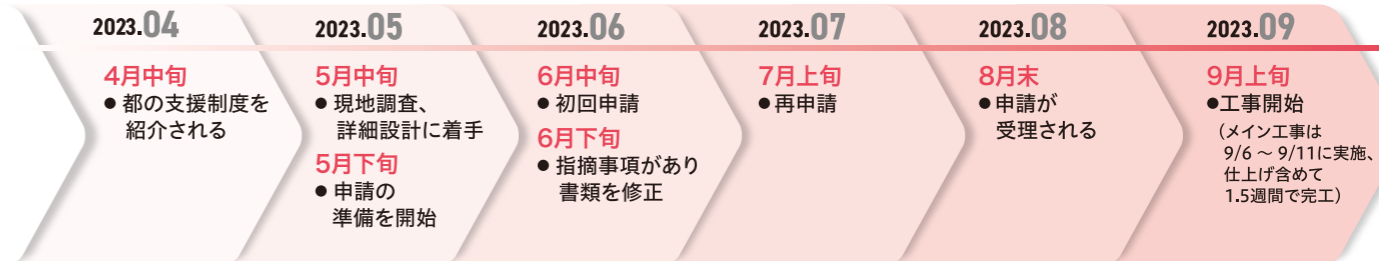 2023.04
4月中旬
● 都の支援制度を
紹介される
2023.05
5月中旬
● 現地調査、
詳細設計に着手
5月下旬
● 申請の
準備を開始
2023.06
6月中旬
● 初回申請
6月下旬
● 指摘事項があり
書類を修正
2023.07
7月上旬
● 再申請
2023.08
8月末
● 申請が
受理される
2023.09
9月上旬
●工事開始
（メイン工事は
9/6 ～ 9/11に実施、
仕上げ含めて
1.5週間で完工）